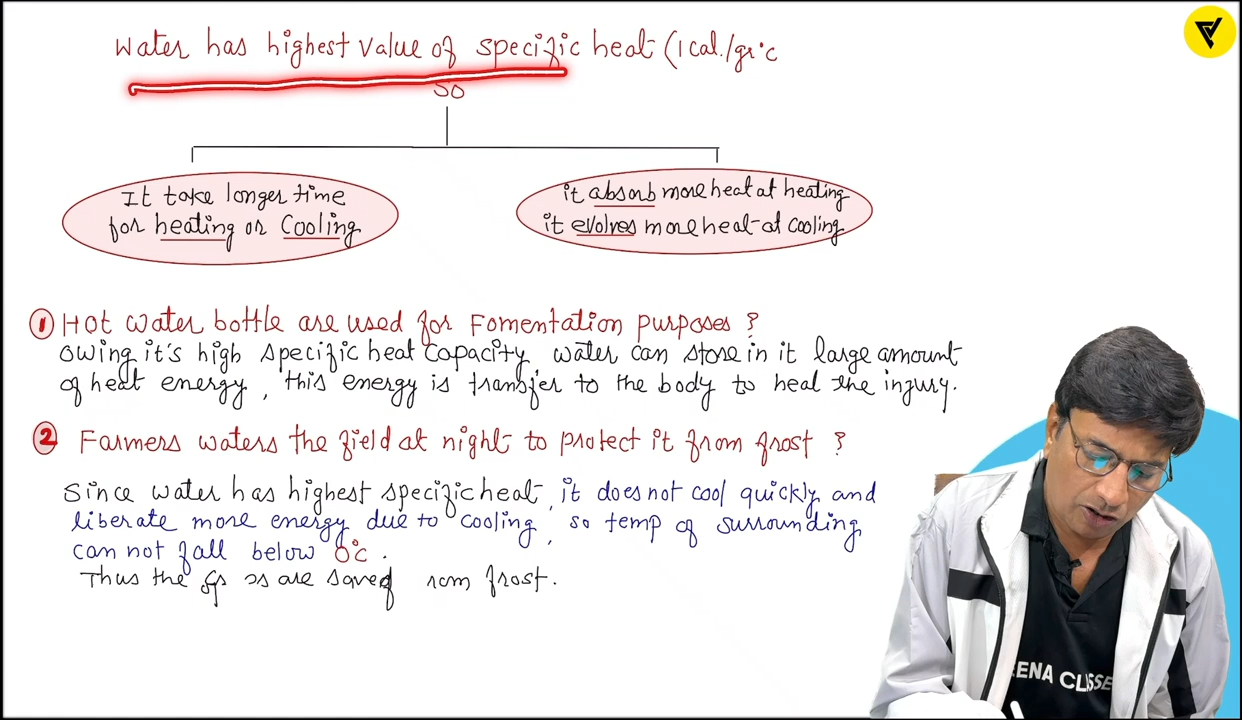 Water has highest value of specific heat (1 cal./gr°c
so
It take longer time
for heating or Cooling
it absorb more heat at heating
it evolves more heat at cooling
1 Hot water bottle are used for Fomentation purposes ?
owing it's high specific heat capacity water can store in it large amount
of heat energy, this energy is transfer to the body to heal the injury.
2 Farmers waters the field at night to protect it from frost ?
Since water has highest specific heat, it does not cool quickly and
liberate more energy due to cooling, so temp of surrounding
can not fall below 0°c.
Thus the are saved from frost.
ENA CLASSE